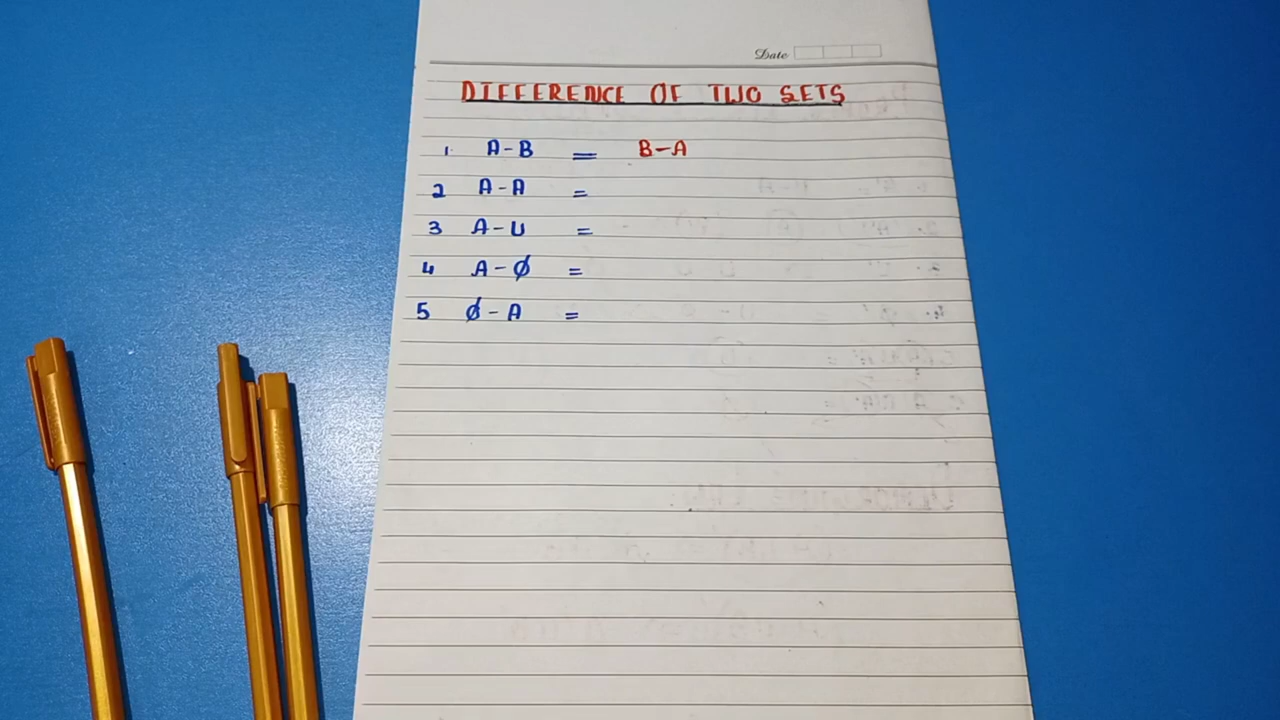 Date
DIFFERENCE OF TWO SETS
1. A-B = B-A
2 A-A =
3 A-U =
4 A-∅ =
5 ∅-A =